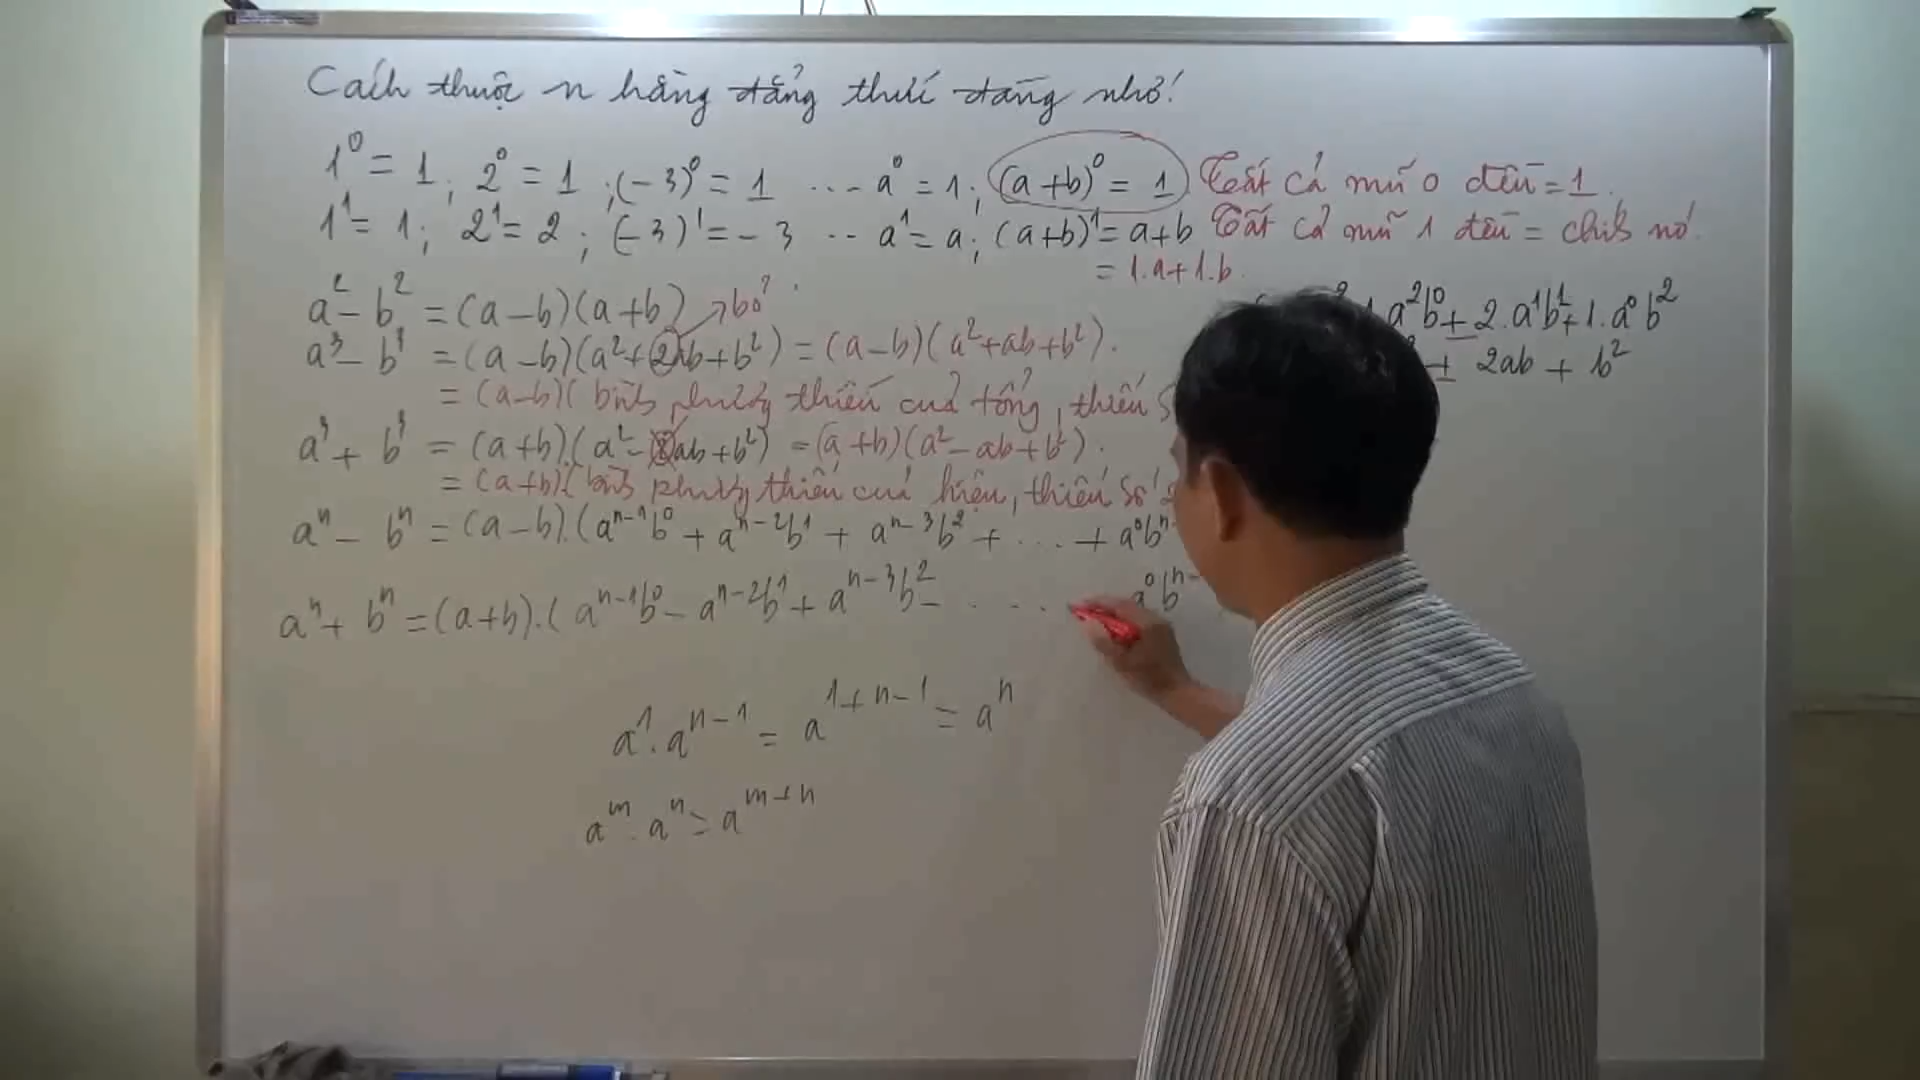 Cách thuộc n hằng đẳng thức đáng nhớ!
1⁰ = 1; 2⁰ = 1; (-3)⁰ = 1 ... a⁰ = 1; (a+b)⁰ = 1 Tất cả mũ 0 đều = 1.
1¹ = 1; 2¹ = 2; (-3)¹ = -3 ... a¹ = a; (a+b)¹ = a+b Tất cả mũ 1 đều = chính nó.
= 1.a+1.b
a² - b² = (a-b)(a+b) → bỏ
a²b⁰ + 2.a¹b¹ + 1.a⁰b²
a³ - b³ = (a-b)(a²+2ab+b²) = (a-b)(a²+ab+b²).
± 2ab + b²
= (a-b)(bình phương thiếu của tổng, thiếu
a³ + b³ = (a+b).(a²-2ab+b²) = (a+b)(a²-ab+b²).
= (a+b).(bình phương thiếu của hiệu, thiếu số 2
aⁿ - bⁿ = (a-b).(aⁿ⁻¹b⁰ + aⁿ⁻²b¹ + aⁿ⁻³b² + ... + a⁰bⁿ⁻
aⁿ + bⁿ = (a+b).(aⁿ⁻¹b⁰ - aⁿ⁻²b¹ + aⁿ⁻³b² - .... a⁰bⁿ⁻
a¹.aⁿ⁻¹ = a¹⁺ⁿ⁻¹ = aⁿ
aᵐ.aⁿ = aᵐ⁺ⁿ